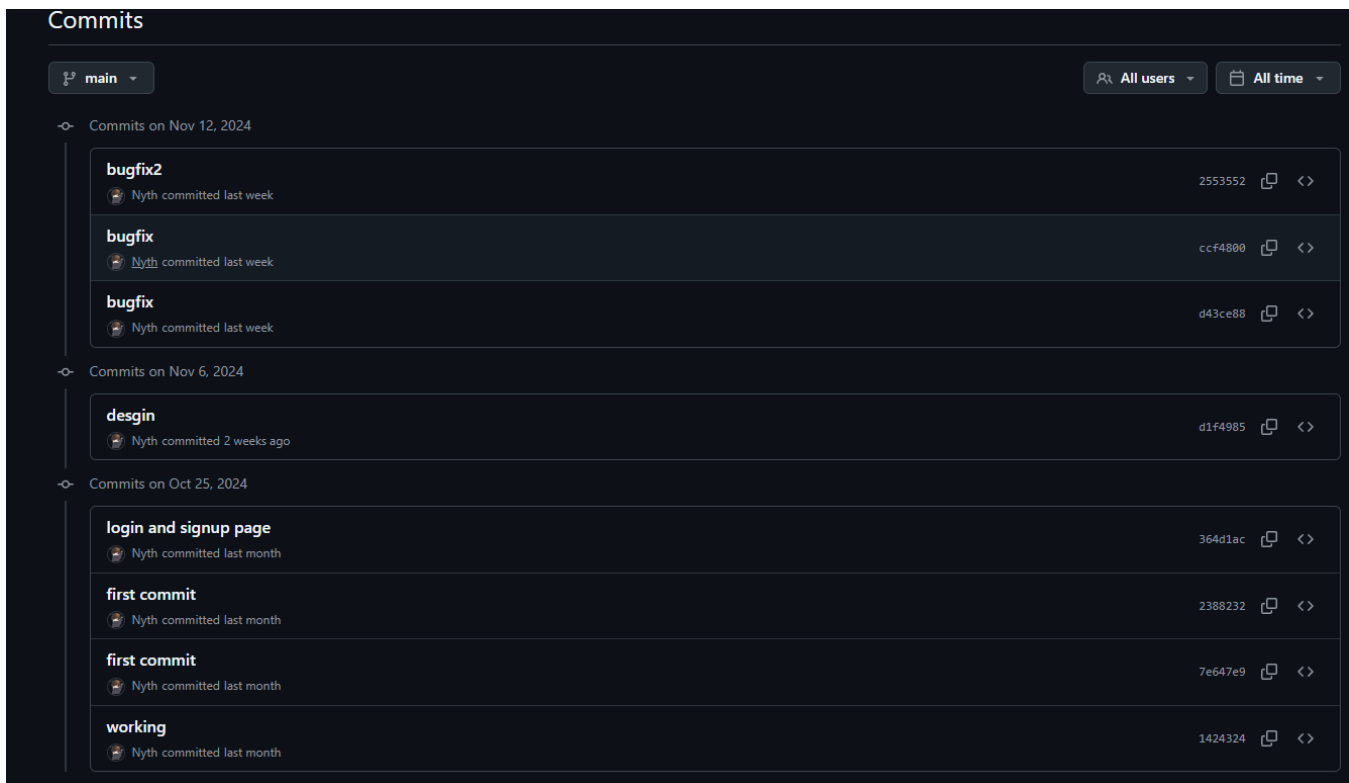 Commits
main
All users
All time
Commits on Nov 12, 2024
bugfix2
Nyth committed last week
2553552
bugfix
Nyth committed last week
ccf4800
bugfix
Nyth committed last week
d43ce88
Commits on Nov 6, 2024
desgin
Nyth committed 2 weeks ago
d1f4985
Commits on Oct 25, 2024
login and signup page
Nyth committed last month
364d1ac
first commit
Nyth committed last month
2388232
first commit
Nyth committed last month
7e647e9
working
Nyth committed last month
1424324